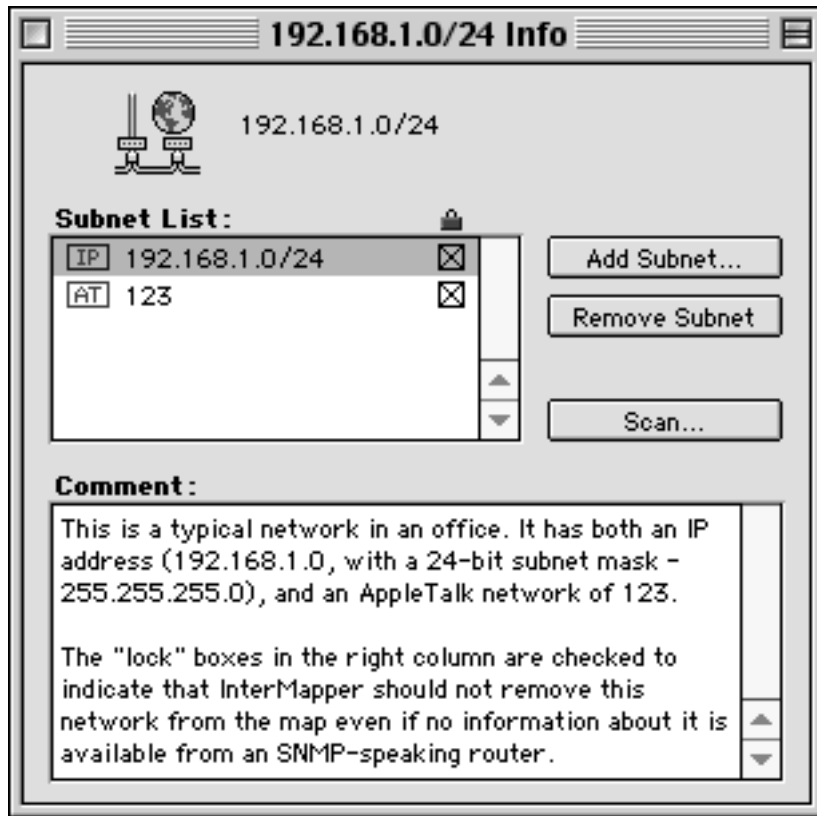 192.168.1.0/24 Info
192.168.1.0/24
Subnet List:
IP 192.168.1.0/24
AT 123
Add Subnet...
Remove Subnet
Scan...
Comment:
This is a typical network in an office. It has both an IP
address (192.168.1.0, with a 24-bit subnet mask -
255.255.255.0), and an AppleTalk network of 123.
The "lock" boxes in the right column are checked to
indicate that InterMapper should not remove this
network from the map even if no information about it is
available from an SNMP-speaking router.